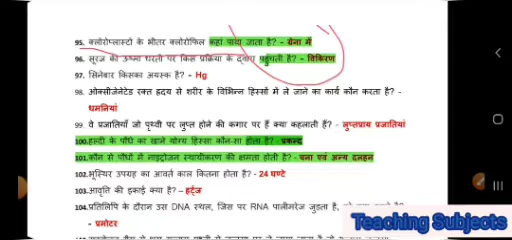 95. क्लोरोप्लास्टो के भीतर क्लोरोफिल कहां पाया जाता है? - ग्रेना में
96. सूरज की ऊष्मा धरती पर किस प्रक्रिया के द्वारा पहुंचती है? - विकिरण
97. सिनेबार किसका अयस्क है? - Hg
98. ओक्सीजेनेटेड रक्त ह्रदय से शरीर के विभिन्न हिस्सों में ले जाने का कार्य कौन करता है? -
धमनियां
99. वे प्रजातियाँ जो पृथ्वी पर लुप्त होने की कगार पर हैं क्या कहलाती हैं? - लुप्तप्राय प्रजातियां
100.हल्दी के पौधे का खाने योग्य हिस्सा कौन-सा होता है? - प्रकन्द
101.कौन से पौधों में नाइट्रोजन स्थायीकरण की क्षमता होती है? - चना एवं अन्य दलहन
102.भूस्थिर उपग्रह का आवर्त काल कितना होता है? - 24 घण्टे
103.आवृत्ति की इकाई क्या है? – हर्ट्ज
104.प्रतिलिपि के दौरान उस DNA स्थल, जिस पर RNA पालीमरेज जुड़ता है,
- प्रमोटर
Teaching Subjects